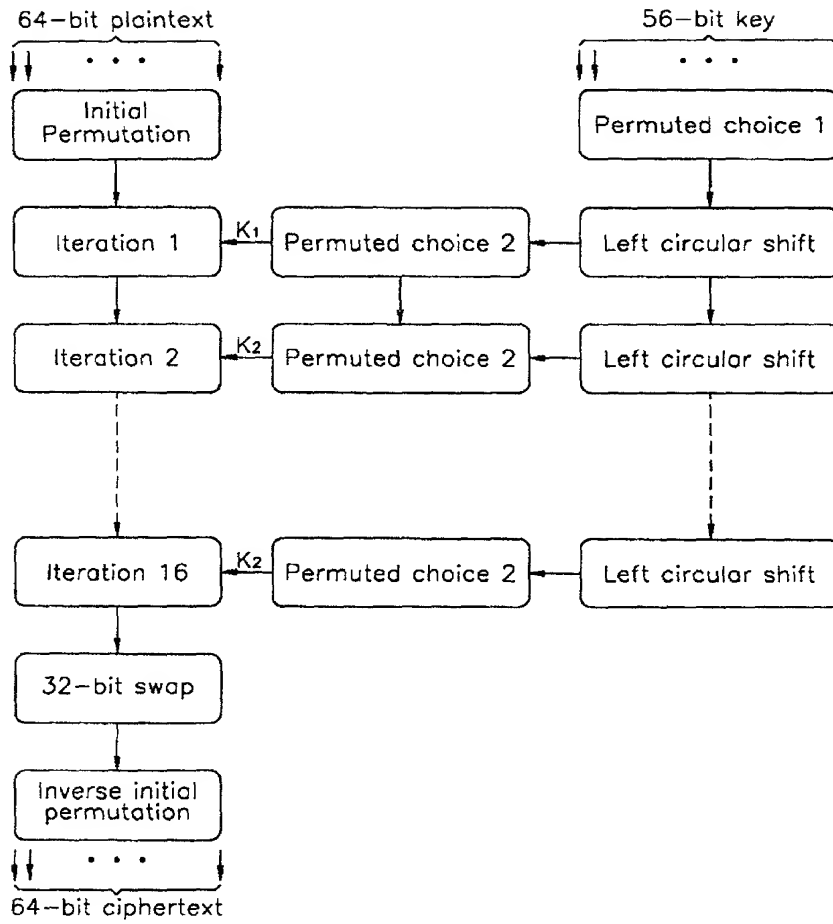 64-bit plaintext
56-bit key
• • •
• • •
Initial
Permutation
Permuted choice 1
Iteration 1
K1
Permuted choice 2
Left circular shift
Iteration 2
K2
Permuted choice 2
Left circular shift
Iteration 16
K2
Permuted choice 2
Left circular shift
32-bit swap
Inverse initial
permutation
• • •
64-bit ciphertext